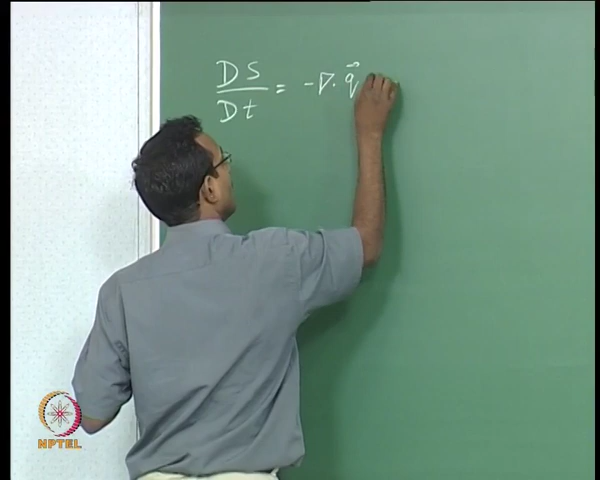 DS/Dt = -∇· q⃗
NPTEL